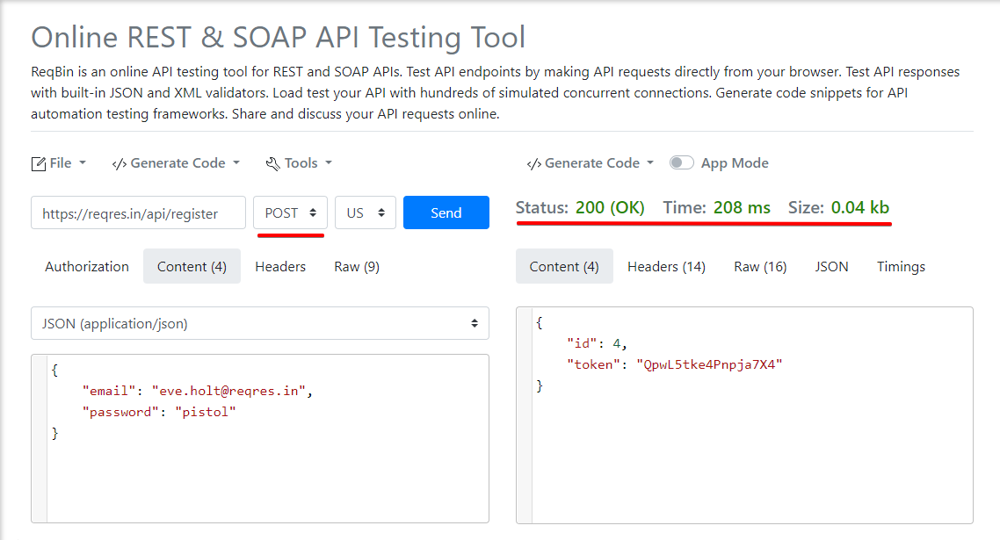 Online REST & SOAP API Testing Tool
ReqBin is an online API testing tool for REST and SOAP APIs. Test API endpoints by making API requests directly from your browser. Test API responses
with built-in JSON and XML validators. Load test your API with hundreds of simulated concurrent connections. Generate code snippets for API
automation testing frameworks. Share and discuss your API requests online.
File </> Generate Code Tools </> Generate Code App Mode
https://reqres.in/api/register POST US Send Status: 200 (OK) Time: 208 ms Size: 0.04 kb
Authorization Content (4) Headers Raw (9) Content (4) Headers (14) Raw (16) JSON Timings
JSON (application/json)
{
"email": "eve.holt@reqres.in",
"password": "pistol"
}
{
"id": 4,
"token": "QpwL5tke4Pnpja7X4"
}